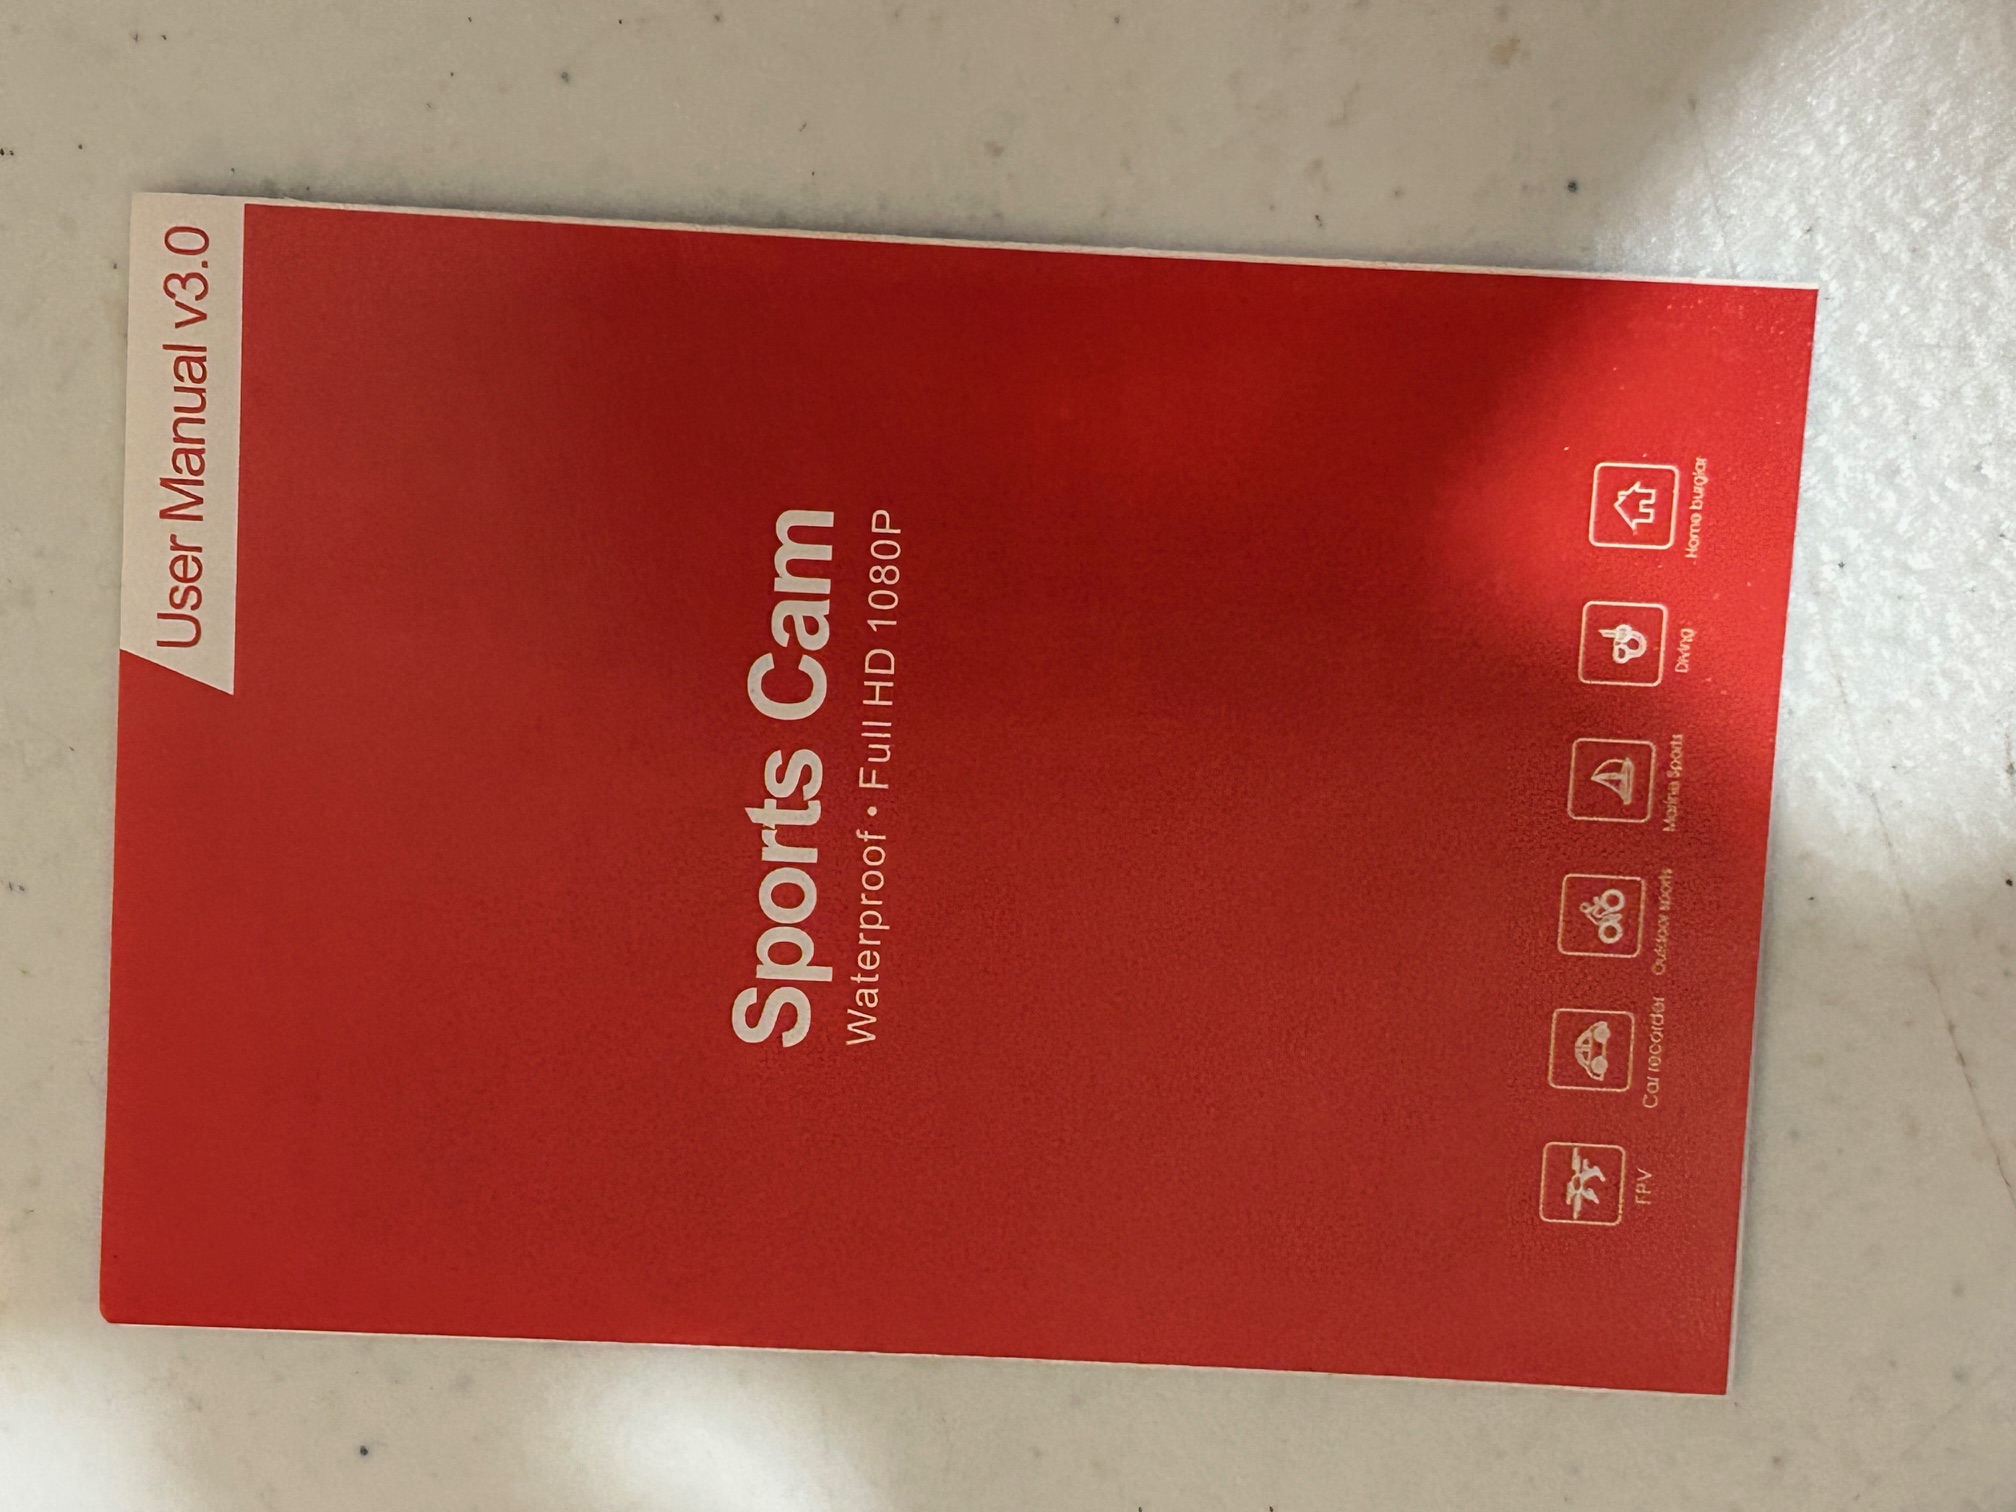 User Manual v3.0
Sports Cam
Waterproof • Full HD 1080P
FPV
Car recorder
Outdoor sports
Marine Sports
Diving
Home burglar